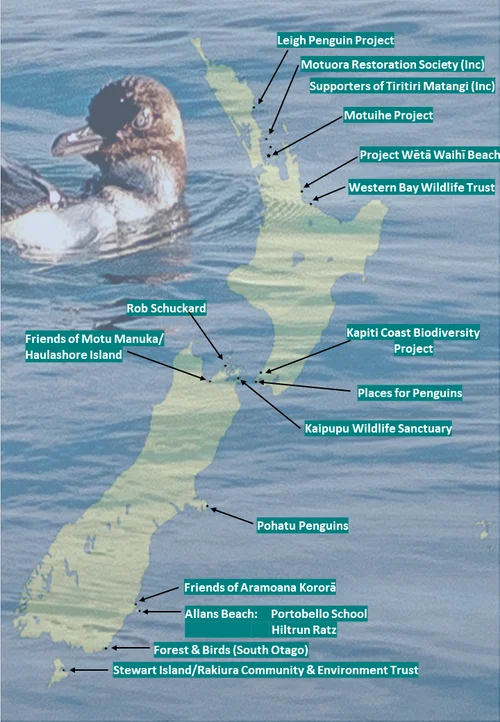 Leigh Penguin Project
Motuora Restoration Society (Inc)
Supporters of Tiritiri Matangi (Inc)
Motuihe Project
Project Wētā Waihī Beach
Western Bay Wildlife Trust
Rob Schuckard
Friends of Motu Manuka/
Haulashore Island
Kapiti Coast Biodiversity
Project
Places for Penguins
Kaipupu Wildlife Sanctuary
Pohatu Penguins
Friends of Aramoana Kororā
Allans Beach: Portobello School
Hiltrun Ratz
Forest & Birds (South Otago)
Stewart Island/Rakiura Community & Environment Trust